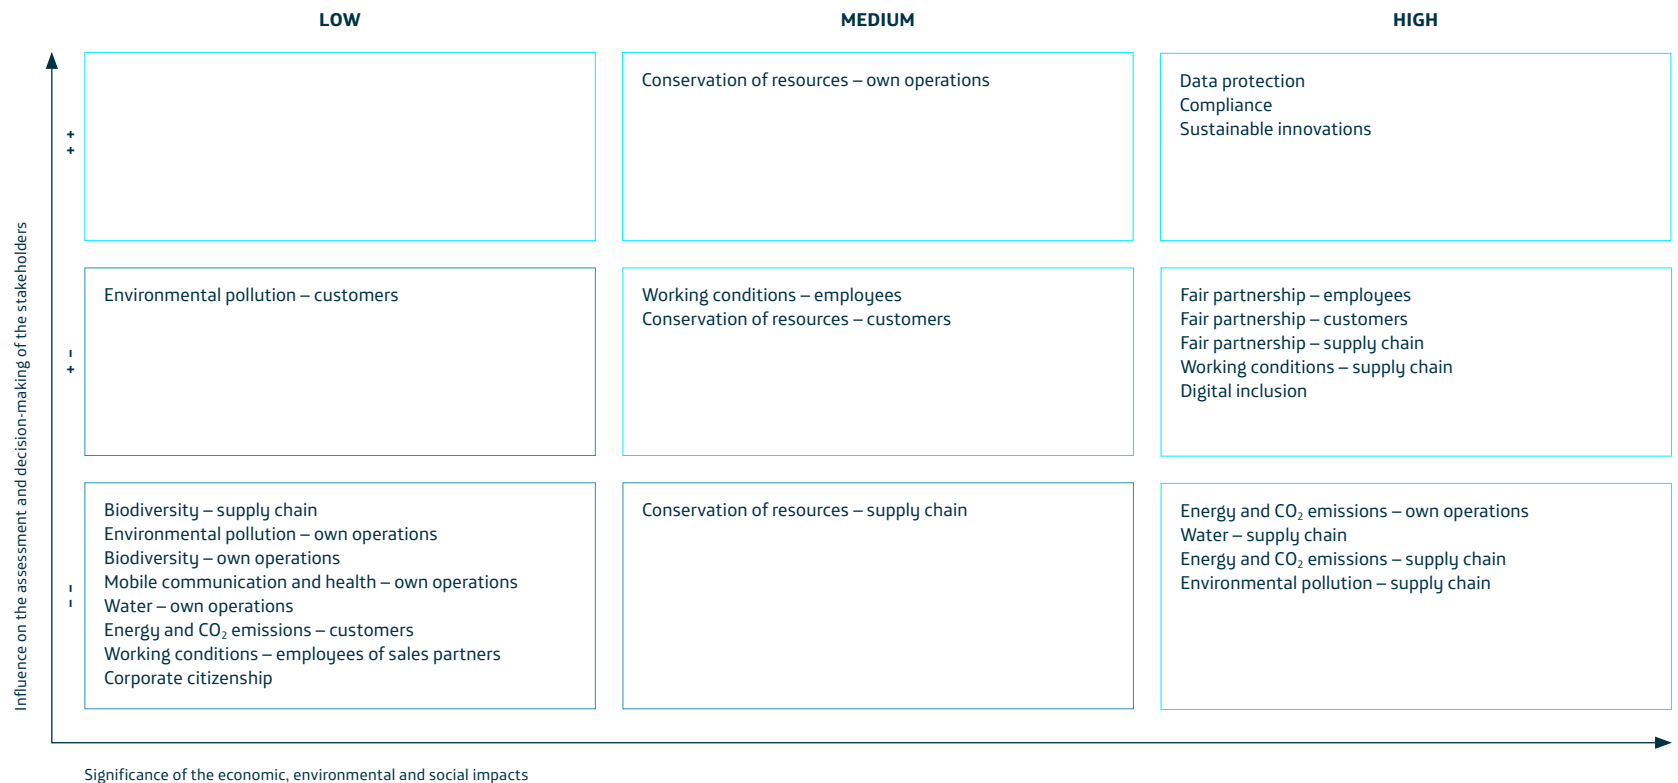 LOW
MEDIUM
HIGH
Influence on the assessment and decision-making of the stakeholders
++
Conservation of resources – own operations
Data protection
Compliance
Sustainable innovations
-+
Environmental pollution – customers
Working conditions – employees
Conservation of resources – customers
Fair partnership – employees
Fair partnership – customers
Fair partnership – supply chain
Working conditions – supply chain
Digital inclusion
--
Biodiversity – supply chain
Environmental pollution – own operations
Biodiversity – own operations
Mobile communication and health – own operations
Water – own operations
Energy and CO₂ emissions – customers
Working conditions – employees of sales partners
Corporate citizenship
Conservation of resources – supply chain
Energy and CO₂ emissions – own operations
Water – supply chain
Energy and CO₂ emissions – supply chain
Environmental pollution – supply chain
Significance of the economic, environmental and social impacts